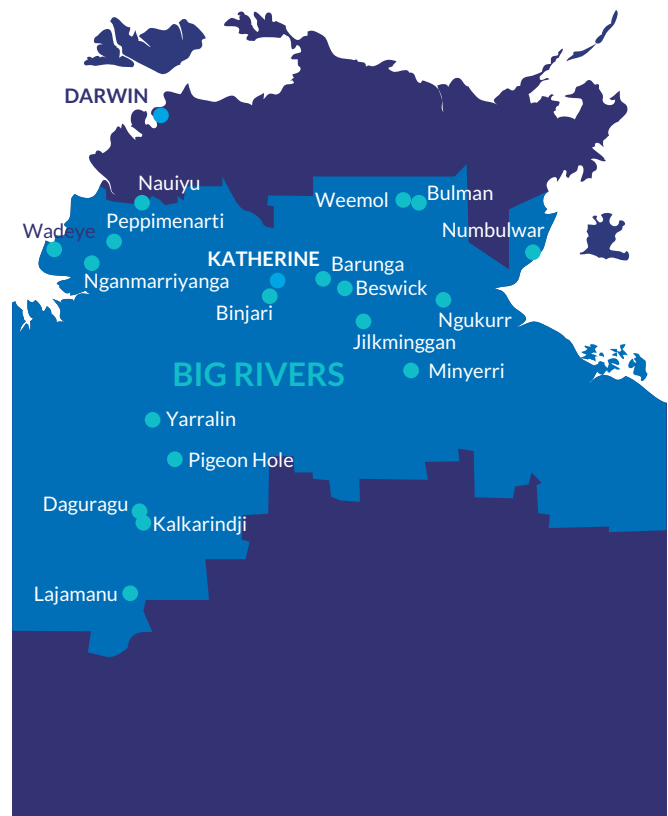 DARWIN
Nauiyu
Weemol
Bulman
Peppimenarti
Wadeye
Numbulwar
KATHERINE
Barunga
Nganmarriyanga
Beswick
Binjari
Ngukurr
Jilkminggan
BIG RIVERS
Minyerri
Yarralin
Pigeon Hole
Daguragu
Kalkarindji
Lajamanu